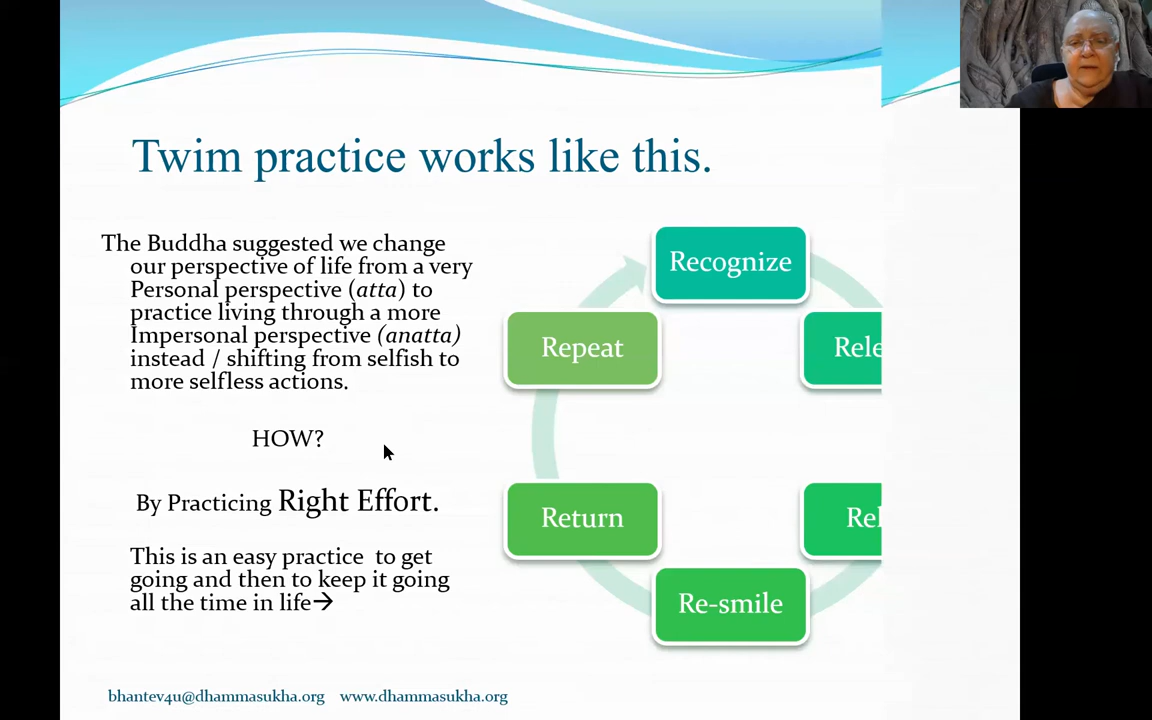 Twim practice works like this.
The Buddha suggested we change
our perspective of life from a very
Personal perspective (atta) to
practice living through a more
Impersonal perspective (anatta)
instead / shifting from selfish to
more selfless actions.
HOW?
By Practicing Right Effort.
This is an easy practice to get
going and then to keep it going
all the time in life→
Recognize
Rele
Rel
Re-smile
Return
Repeat
bhantev4u@dhammasukha.org www.dhammasukha.org